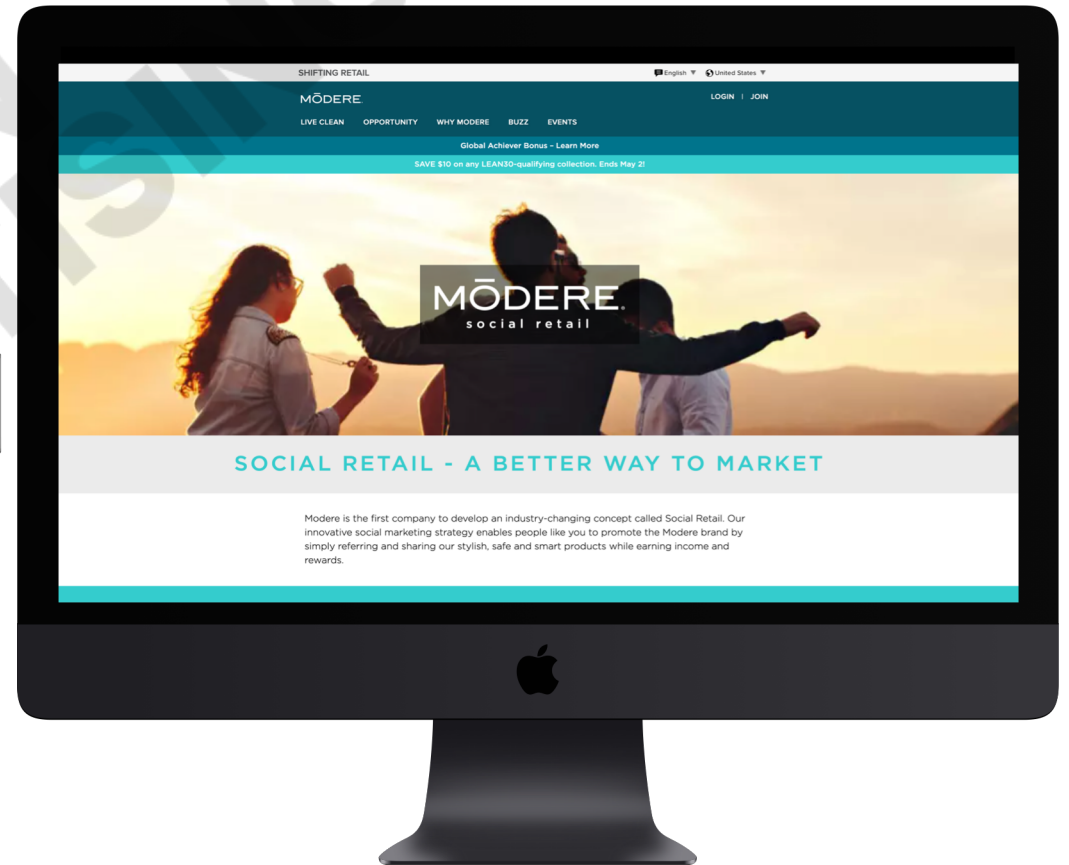 SHIFTING RETAIL
English ▼ United States ▼
MŌDERE
LOGIN | JOIN
LIVE CLEAN OPPORTUNITY WHY MODERE BUZZ EVENTS
Global Achiever Bonus – Learn More
SAVE $10 on any LEAN30-qualifying collection. Ends May 2!
MŌDERE®
social retail
SOCIAL RETAIL - A BETTER WAY TO MARKET
Modere is the first company to develop an industry-changing concept called Social Retail. Our
innovative social marketing strategy enables people like you to promote the Modere brand by
simply referring and sharing our stylish, safe and smart products while earning income and
rewards.